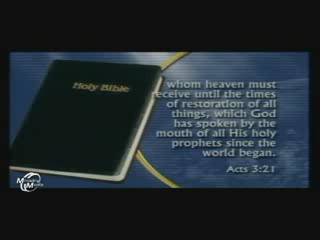 Holy Bible
whom heaven must
receive until the times
of restoration of all
things, which God
has spoken by the
mouth of all His holy
prophets since the
world began.
Acts 3:21